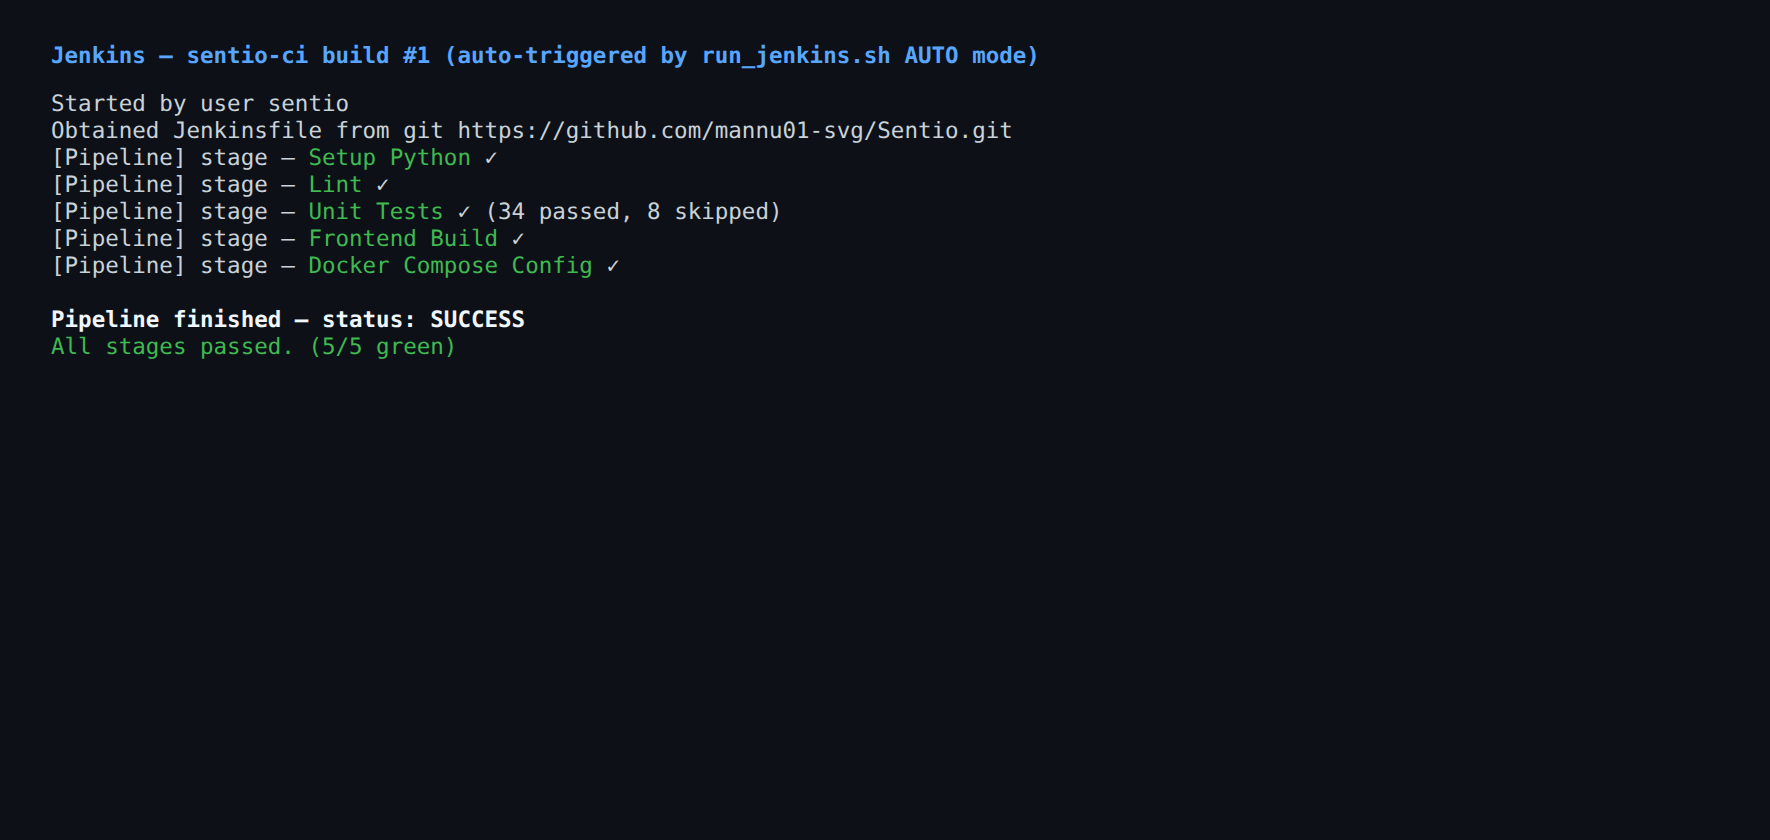 Jenkins — sentio-ci build #1 (auto-triggered by run_jenkins.sh AUTO mode)
Started by user sentio
Obtained Jenkinsfile from git https://github.com/mannu01-svg/Sentio.git
[Pipeline] stage — Setup Python ✓
[Pipeline] stage — Lint ✓
[Pipeline] stage — Unit Tests ✓ (34 passed, 8 skipped)
[Pipeline] stage — Frontend Build ✓
[Pipeline] stage — Docker Compose Config ✓
Pipeline finished — status: SUCCESS
All stages passed. (5/5 green)